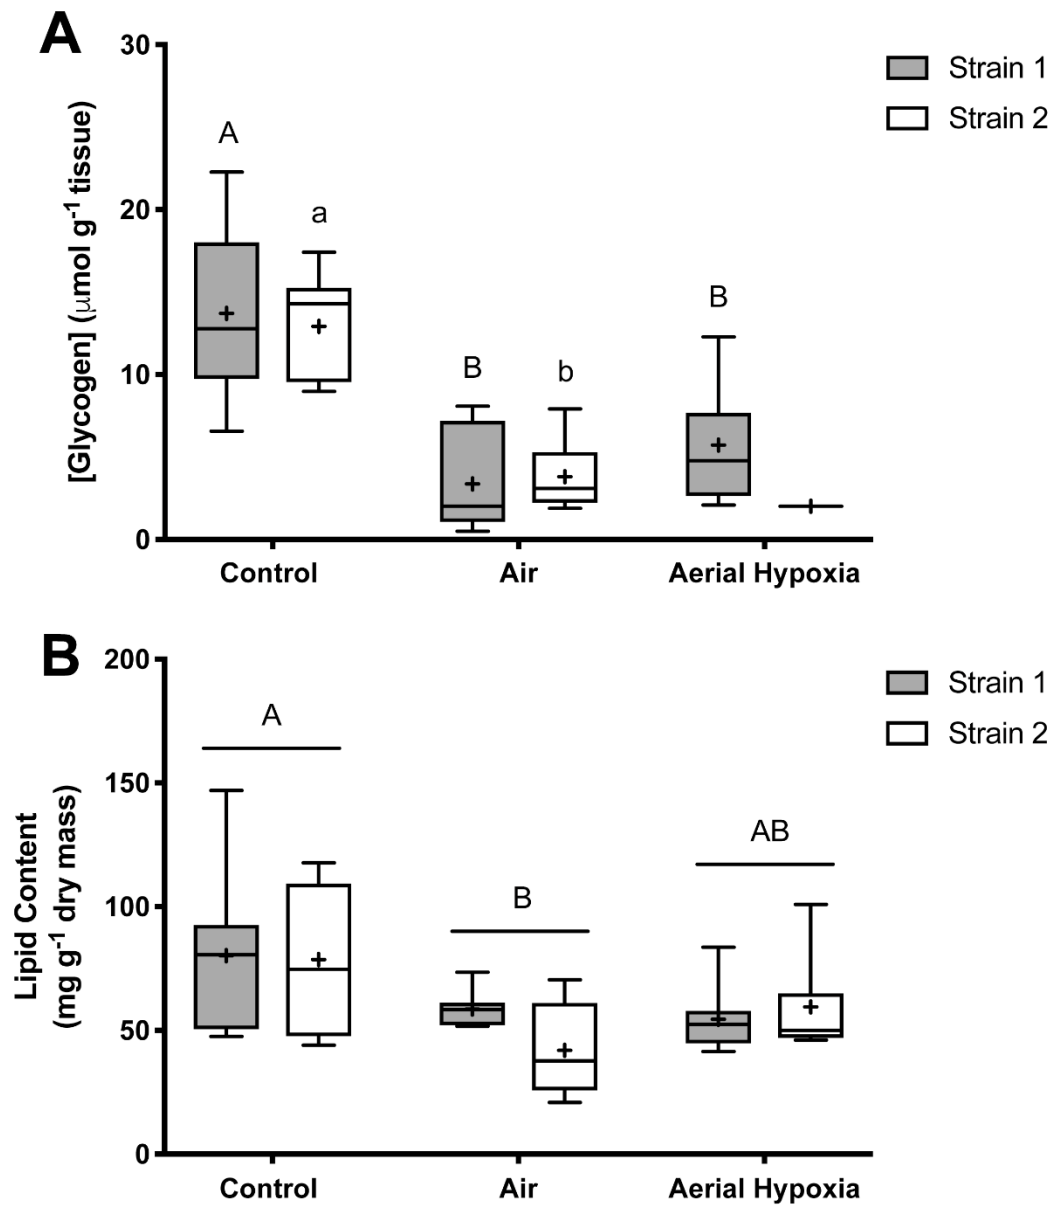 A
30
20
10
0
[Glycogen] (μmol g⁻¹ tissue)
A
a
B
b
B
Control
Air
Aerial Hypoxia
Strain 1
Strain 2
B
200
150
100
50
0
Lipid Content
(mg g⁻¹ dry mass)
A
B
AB
Control
Air
Aerial Hypoxia
Strain 1
Strain 2